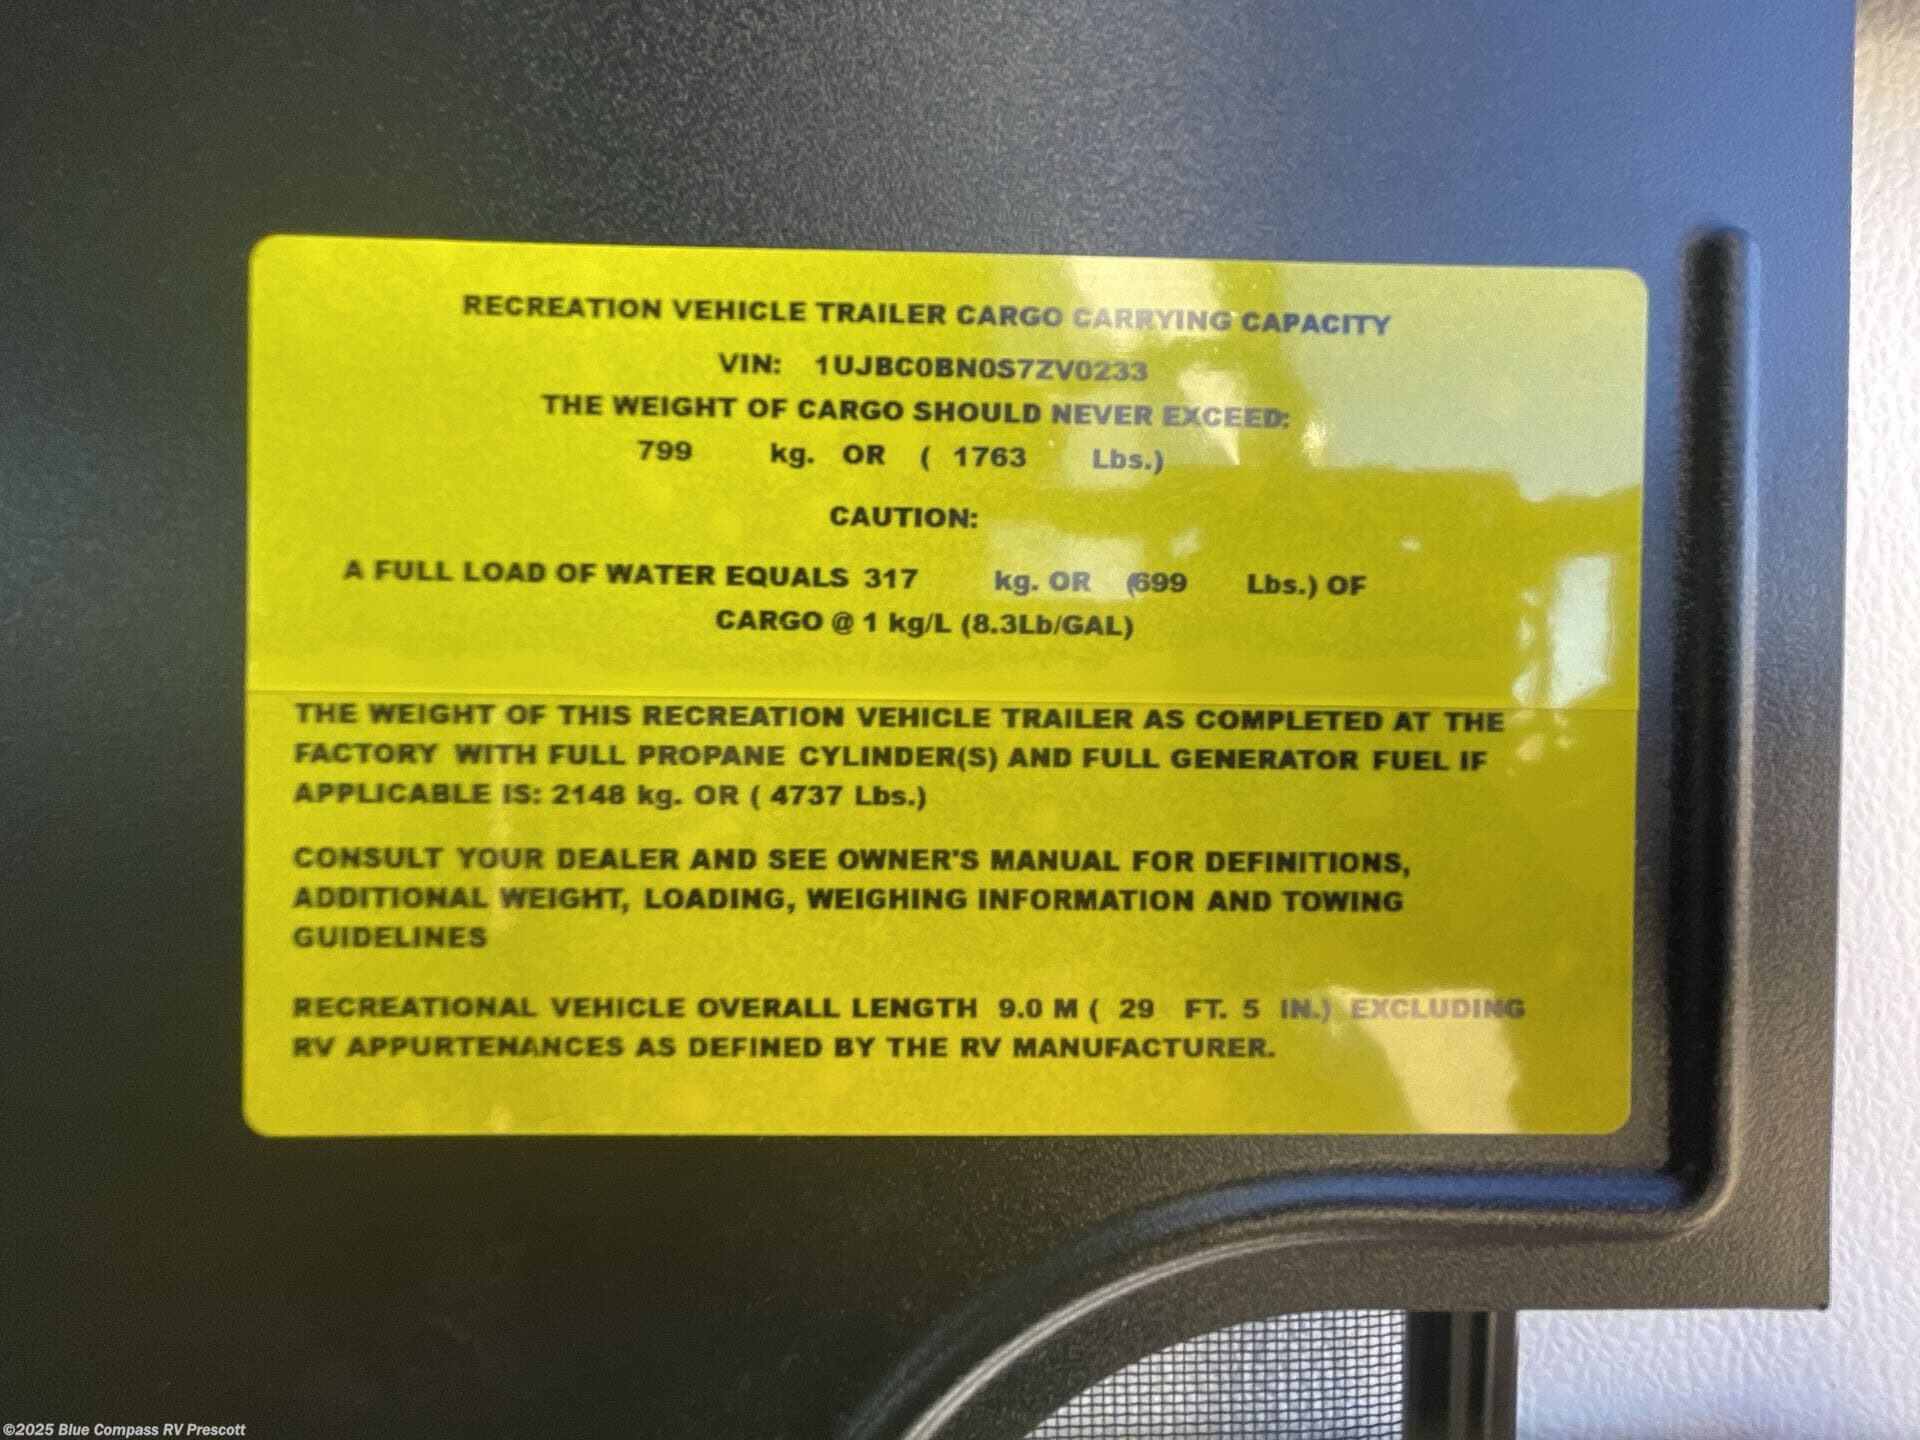 RECREATION VEHICLE TRAILER CARGO CARRYING CAPACITY
VIN: 1UJBC0BN0S7ZV0233
THE WEIGHT OF CARGO SHOULD NEVER EXCEED:
799 kg. OR ( 1763 Lbs.)
CAUTION:
A FULL LOAD OF WATER EQUALS 317 kg. OR (699 Lbs.) OF
CARGO @ 1 kg/L (8.3Lb/GAL)
THE WEIGHT OF THIS RECREATION VEHICLE TRAILER AS COMPLETED AT THE
FACTORY WITH FULL PROPANE CYLINDER(S) AND FULL GENERATOR FUEL IF
APPLICABLE IS: 2148 kg. OR ( 4737 Lbs.)
CONSULT YOUR DEALER AND SEE OWNER'S MANUAL FOR DEFINITIONS,
ADDITIONAL WEIGHT, LOADING, WEIGHING INFORMATION AND TOWING
GUIDELINES
RECREATIONAL VEHICLE OVERALL LENGTH 9.0 M ( 29 FT. 5 IN.) EXCLUDING
RV APPURTENANCES AS DEFINED BY THE RV MANUFACTURER.
©2025 Blue Compass RV Prescott